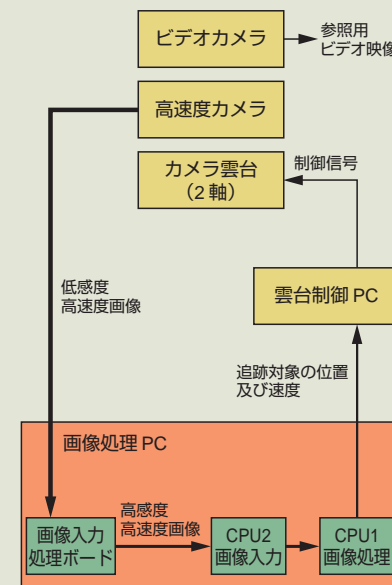 ビデオカメラ
参照用
ビデオ映像
高速度カメラ
カメラ雲台
（2 軸）
制御信号
雲台制御 PC
低感度
高速度画像
追跡対象の位置
及び速度
画像処理 PC
高感度
高速度画像
画像入力
処理ボード
CPU2
画像入力
CPU1
画像処理